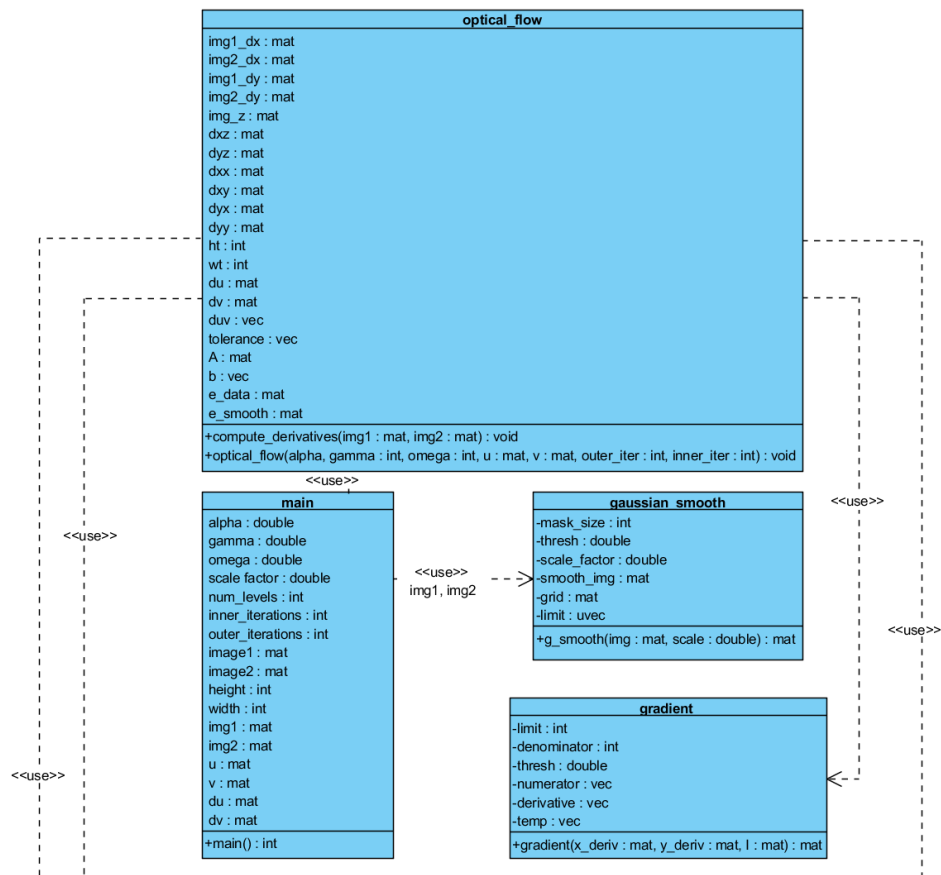 optical_flow
img1_dx : mat
img2_dx : mat
img1_dy : mat
img2_dy : mat
img_z : mat
dxz : mat
dyz : mat
dxx : mat
dxy : mat
dyx : mat
dyy : mat
ht : int
wt : int
du : mat
dv : mat
duv : vec
tolerance : vec
A : mat
b : vec
e_data : mat
e_smooth : mat
+compute_derivatives(img1 : mat, img2 : mat) : void
+optical_flow(alpha, gamma : int, omega : int, u : mat, v : mat, outer_iter : int, inner_iter : int) : void
<<use>>
main
alpha : double
gamma : double
omega : double
scale factor : double
num_levels : int
inner_iterations : int
outer_iterations : int
image1 : mat
image2 : mat
height : int
width : int
img1 : mat
img2 : mat
u : mat
v : mat
du : mat
dv : mat
+main() : int
<<use>>
img1, img2
gaussian_smooth
-mask_size : int
-thresh : double
-scale_factor : double
-smooth_img : mat
-grid : mat
-limit : uvec
+g_smooth(img : mat, scale : double) : mat
gradient
-limit : int
-denominator : int
-thresh : double
-numerator : vec
-derivative : vec
-temp : vec
+gradient(x_deriv : mat, y_deriv : mat, I : mat) : mat
<<use>>
<<use>>
<<use>>
<<use>>